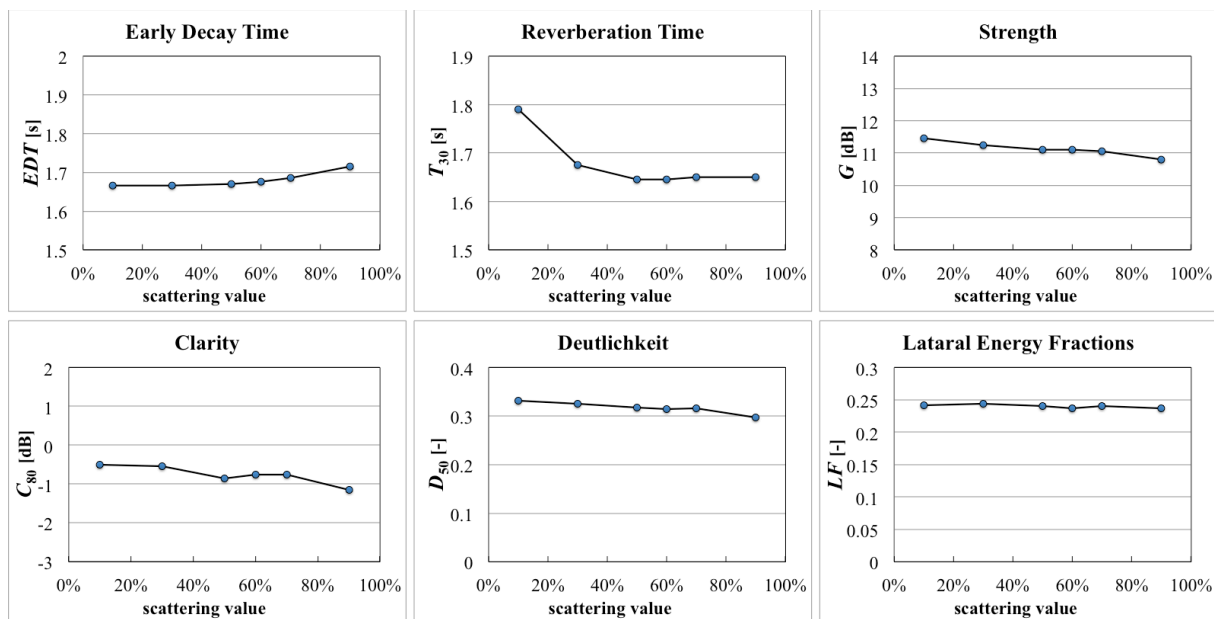 Early Decay Time
2
1.9
1.8
1.7
1.6
1.5
EDT [s]
0% 20% 40% 60% 80% 100%
scattering value
Reverberation Time
1.9
1.8
1.7
1.6
1.5
T30 [s]
0% 20% 40% 60% 80% 100%
scattering value
Strength
14
13
12
11
10
9
8
G [dB]
0% 20% 40% 60% 80% 100%
scattering value
Clarity
2
1
0
-1
-2
-3
C80 [dB]
0% 20% 40% 60% 80% 100%
scattering value
Deutlichkeit
0.4
0.3
0.2
0.1
0
D50 [-]
0% 20% 40% 60% 80% 100%
scattering value
Lataral Energy Fractions
0.3
0.25
0.2
0.15
0.1
0.05
0
LF [-]
0% 20% 40% 60% 80% 100%
scattering value